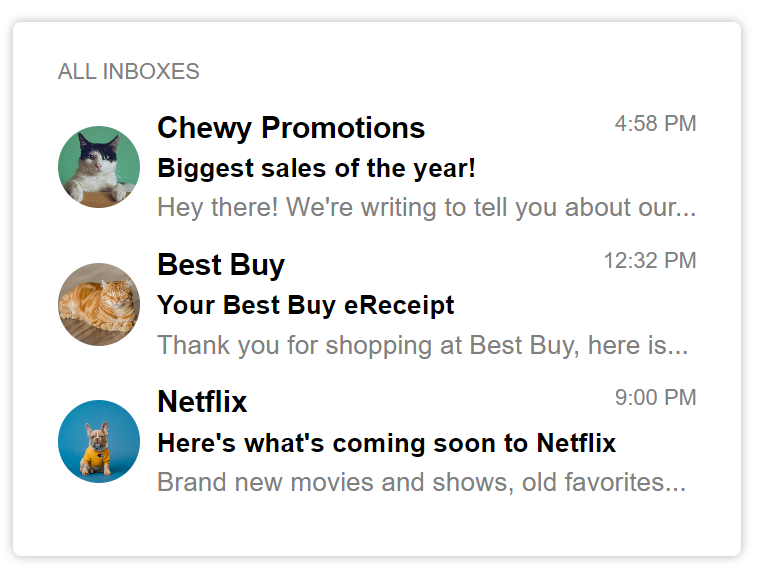 ALL INBOXES
Chewy Promotions 4:58 PM
Biggest sales of the year!
Hey there! We're writing to tell you about our...
Best Buy 12:32 PM
Your Best Buy eReceipt
Thank you for shopping at Best Buy, here is...
Netflix 9:00 PM
Here's what's coming soon to Netflix
Brand new movies and shows, old favorites...